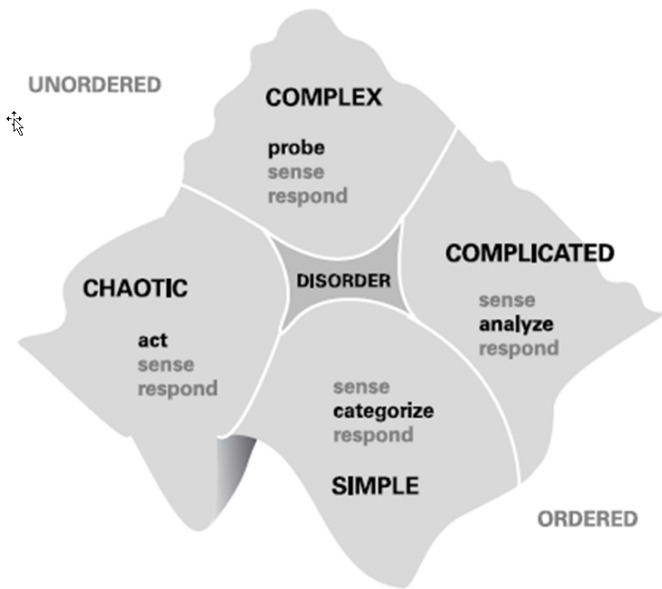 UNORDERED
COMPLEX
probe
sense
respond
COMPLICATED
sense
analyze
respond
CHAOTIC
act
sense
respond
DISORDER
sense
categorize
respond
SIMPLE
ORDERED